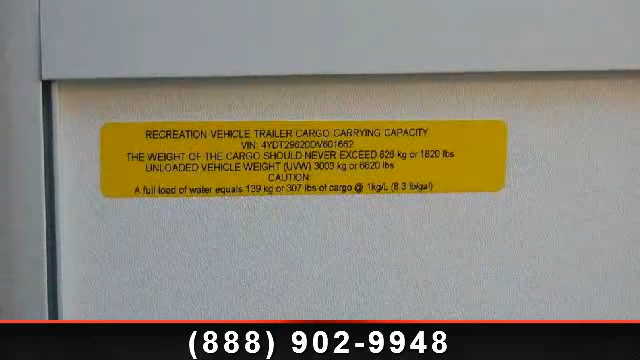 RECREATION VEHICLE TRAILER CARGO CARRYING CAPACITY
VIN: 4YDT29620DV601662
THE WEIGHT OF THE CARGO SHOULD NEVER EXCEED 826 kg or 1820 lbs
UNLOADED VEHICLE WEIGHT (UVW) 3003 kg or 6620 lbs
CAUTION:
A full load of water equals 139 kg or 307 lbs of cargo @ 1kg/L (8.3 lb/gal)
(888) 902-9948